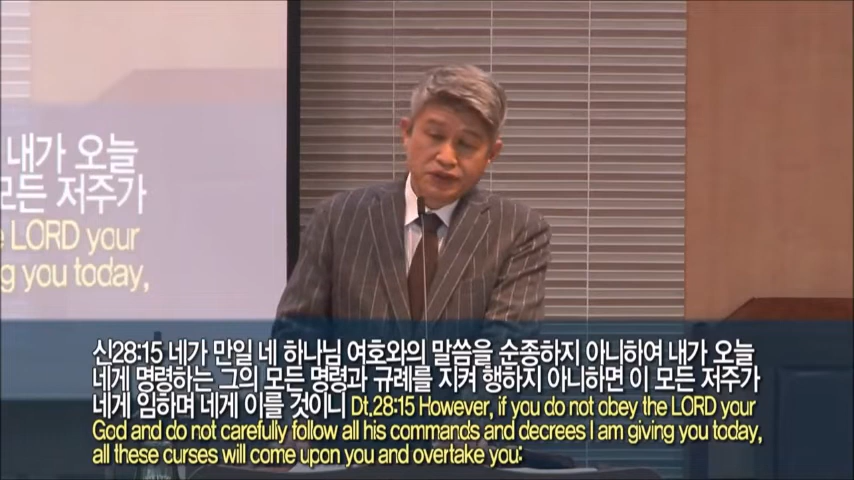 내가 오늘
모든 저주가
LORD your
you today,
신28:15 네가 만일 네 하나님 여호와의 말씀을 순종하지 아니하여 내가 오늘
네게 명령하는 그의 모든 명령과 규례를 지켜 행하지 아니하면 이 모든 저주가
네게 임하며 네게 이를 것이니 Dt.28:15 However, if you do not obey the LORD your
God and do not carefully follow all his commands and decrees I am giving you today,
all these curses will come upon you and overtake you: